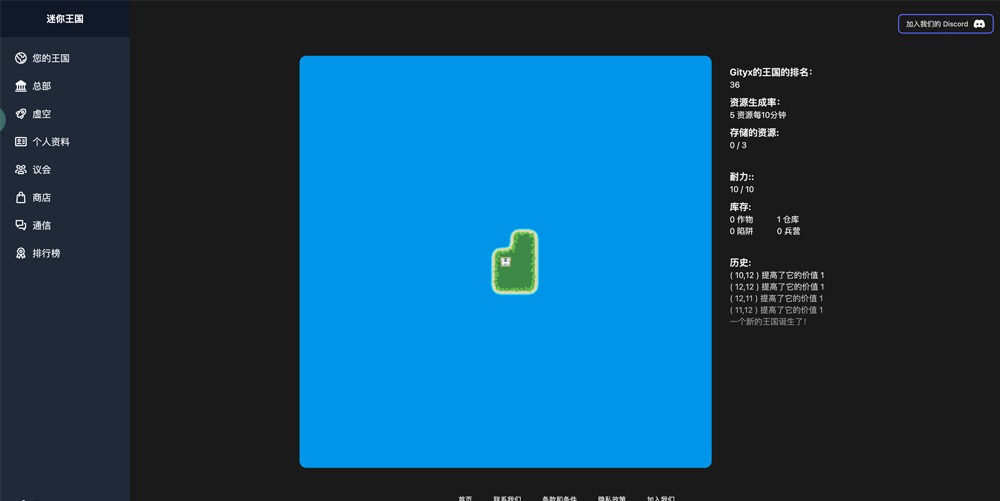 迷你王国
您的王国
总部
虚空
个人资料
议会
商店
通信
排行榜
加入我们的 Discord
Gityx的王国的排名:
36
资源生成率:
5 资源每10分钟
存储的资源:
0 / 3
耐力::
10 / 10
库存:
0 作物 1 仓库
0 陷阱 0 兵营
历史:
( 10,12 ) 提高了它的价值 1
( 12,12 ) 提高了它的价值 1
( 12,11 ) 提高了它的价值 1
( 11,12 ) 提高了它的价值 1
一个新的王国诞生了!
首页 联系我们 条款和条件 隐私政策 加入我们